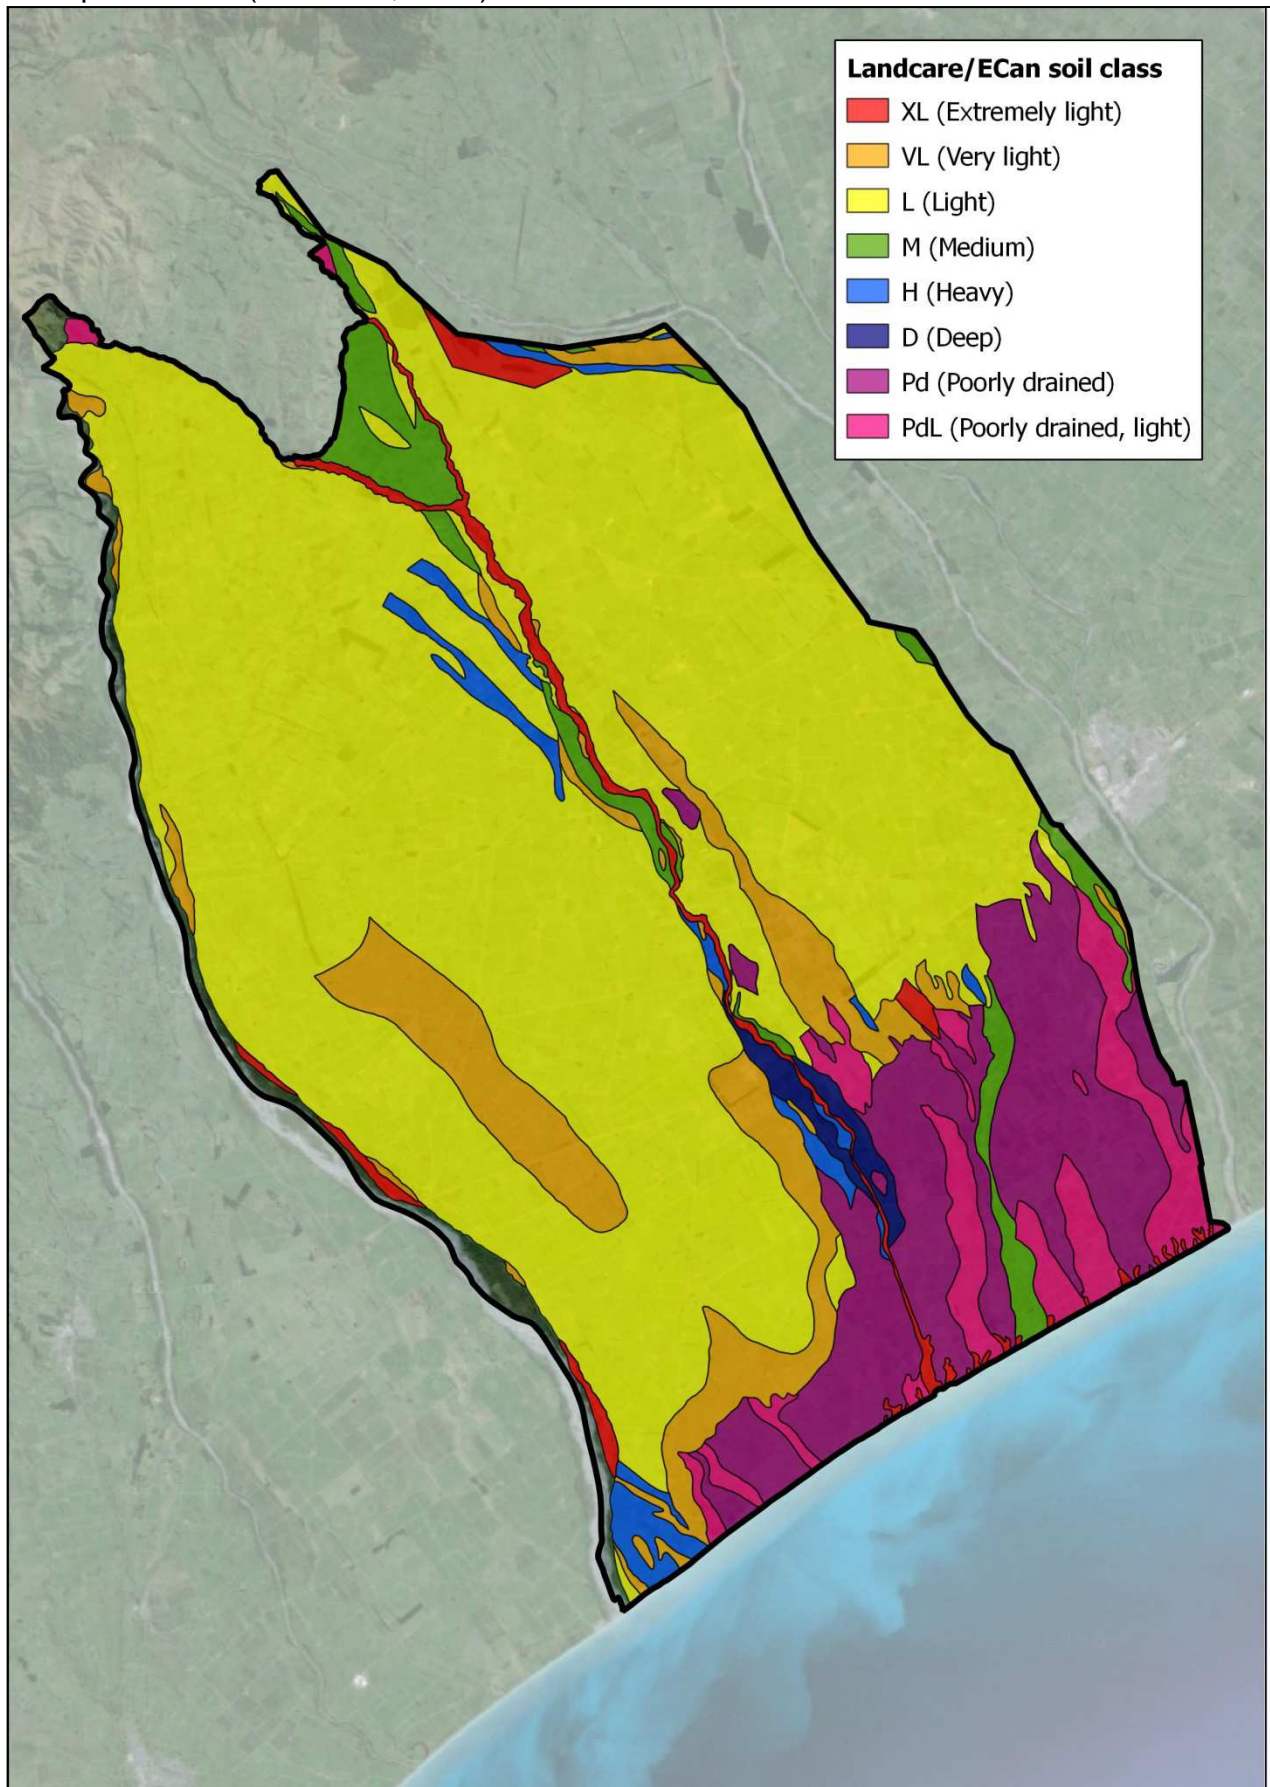 Landcare/ECan soil class
XL (Extremely light)
VL (Very light)
L (Light)
M (Medium)
H (Heavy)
D (Deep)
Pd (Poorly drained)
PdL (Poorly drained, light)